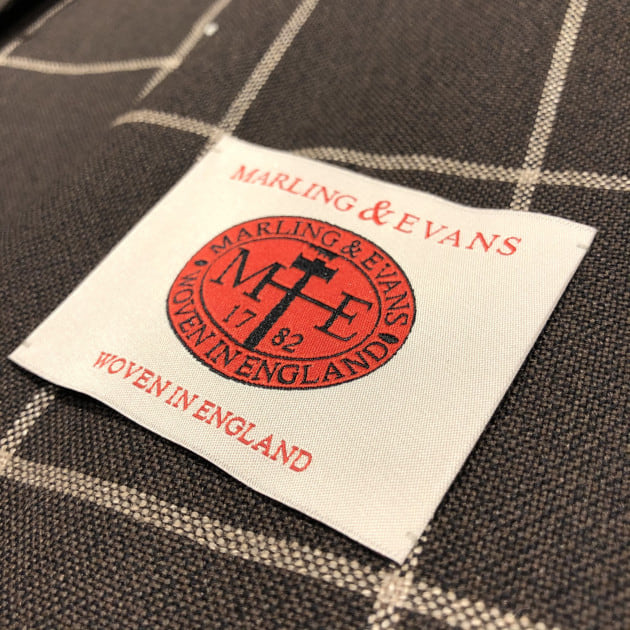 MARLING & EVANS
MARLING & EVANS
M E
17 82
WOVEN IN ENGLAND
WOVEN IN ENGLAND